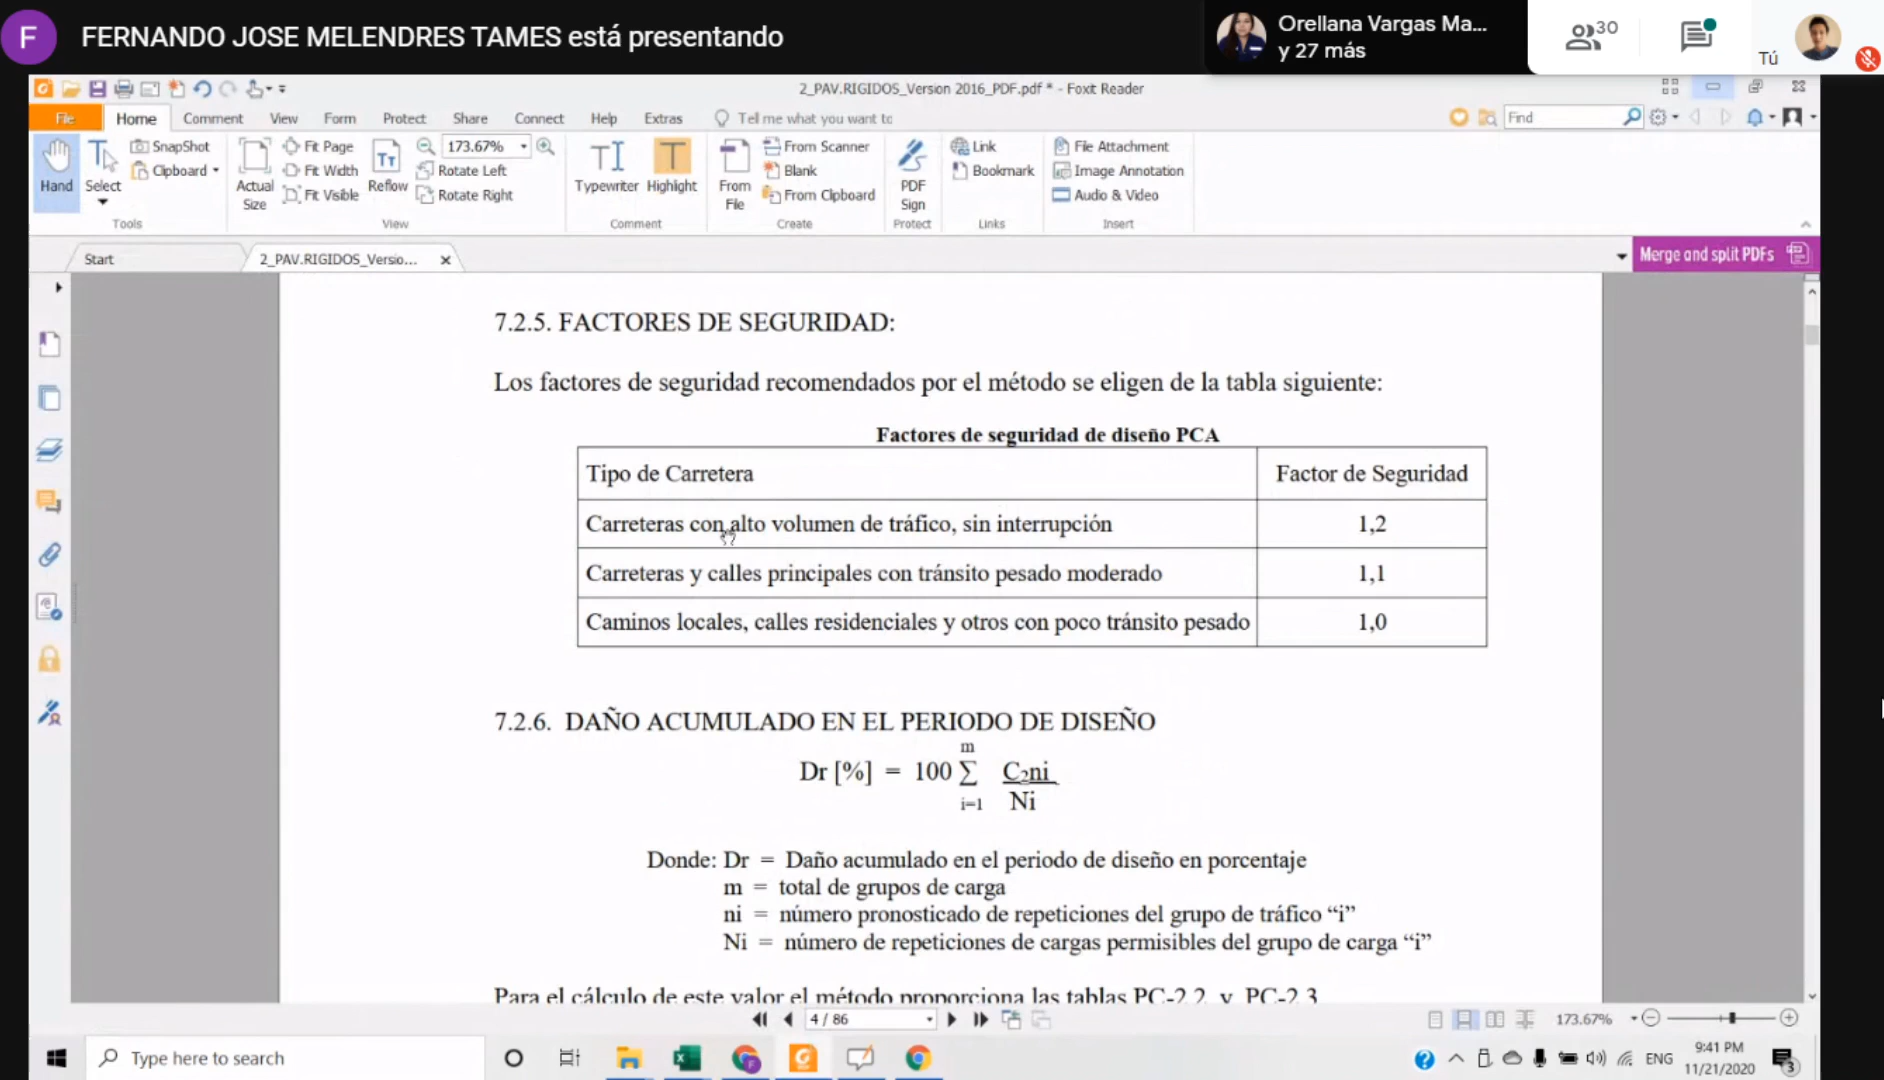 F FERNANDO JOSE MELENDRES TAMES está presentando
Orellana Vargas Ma...
y 27 más
30
Tú
2_PAV.RIGIDOS_Version 2016_PDF.pdf * - Foxit Reader
File Home Comment View Form Protect Share Connect Help Extras Tell me what you want to Find
Hand
Select
SnapShot
Clipboard
Tools
Actual Size
Fit Page
Fit Width
Fit Visible
Reflow
173.67%
Rotate Left
Rotate Right
View
Typewriter
Highlight
Comment
From File
From Scanner
Blank
From Clipboard
Create
PDF Sign
Protect
Link
Bookmark
Links
File Attachment
Image Annotation
Audio & Video
Insert
Start 2_PAV.RIGIDOS_Versio... Merge and split PDFs
7.2.5. FACTORES DE SEGURIDAD:
Los factores de seguridad recomendados por el método se eligen de la tabla siguiente:
Factores de seguridad de diseño PCA
Tipo de Carretera Factor de Seguridad
Carreteras con alto volumen de tráfico, sin interrupción 1,2
Carreteras y calles principales con tránsito pesado moderado 1,1
Caminos locales, calles residenciales y otros con poco tránsito pesado 1,0
7.2.6. DAÑO ACUMULADO EN EL PERIODO DE DISEÑO
m
Dr [%] = 100 ∑ C₂ni
i=1 Ni
Donde: Dr = Daño acumulado en el periodo de diseño en porcentaje
m = total de grupos de carga
ni = número pronosticado de repeticiones del grupo de tráfico “i”
Ni = número de repeticiones de cargas permisibles del grupo de carga “i”
Para el cálculo de este valor el método proporciona las tablas PC-2.2 y PC-2.3
4 / 86 173.67%
Type here to search
ENG
9:41 PM
11/21/2020
3